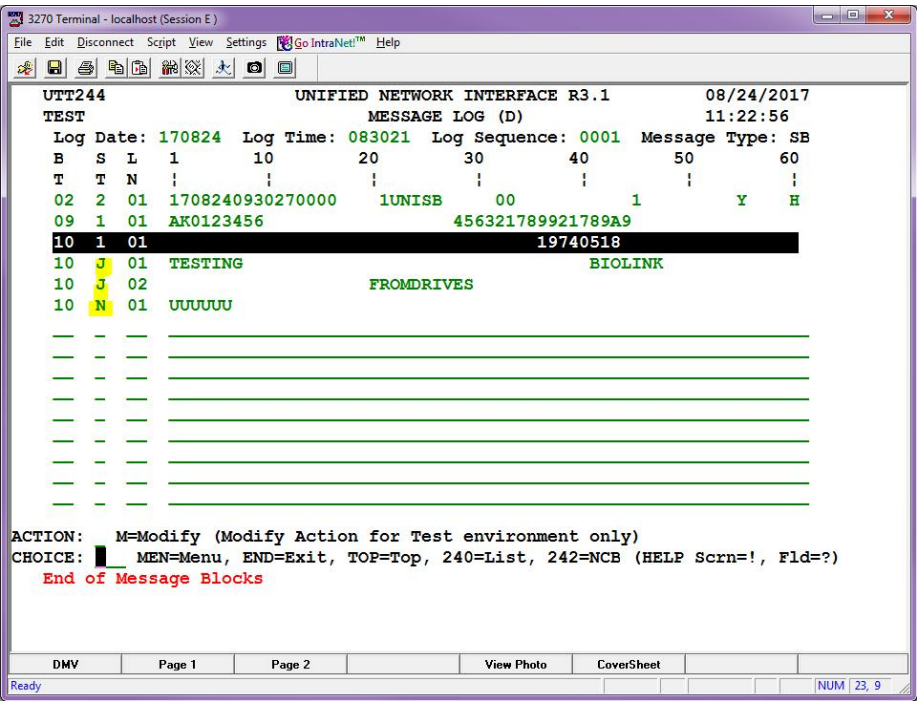 3270 Terminal - localhost (Session E )
File Edit Disconnect Script View Settings Go IntraNet!™ Help
UTT244 UNIFIED NETWORK INTERFACE R3.1 08/24/2017
TEST MESSAGE LOG (D) 11:22:56
Log Date: 170824 Log Time: 083021 Log Sequence: 0001 Message Type: SB
B S L 1 10 20 30 40 50 60
T T N ¦ ¦ ¦ ¦ ¦ ¦ ¦
02 2 01 1708240930270000 1UNISB 00 1 Y H
09 1 01 AK0123456 456321789921789A9
10 1 01 19740518
10 J 01 TESTING BIOLINK
10 J 02 FROMDRIVES
10 N 01 UUUUUU
ACTION: M=Modify (Modify Action for Test environment only)
CHOICE: MEN=Menu, END=Exit, TOP=Top, 240=List, 242=NCB (HELP Scrn=!, Fld=?)
End of Message Blocks
DMV Page 1 Page 2 View Photo CoverSheet
Ready NUM 23, 9